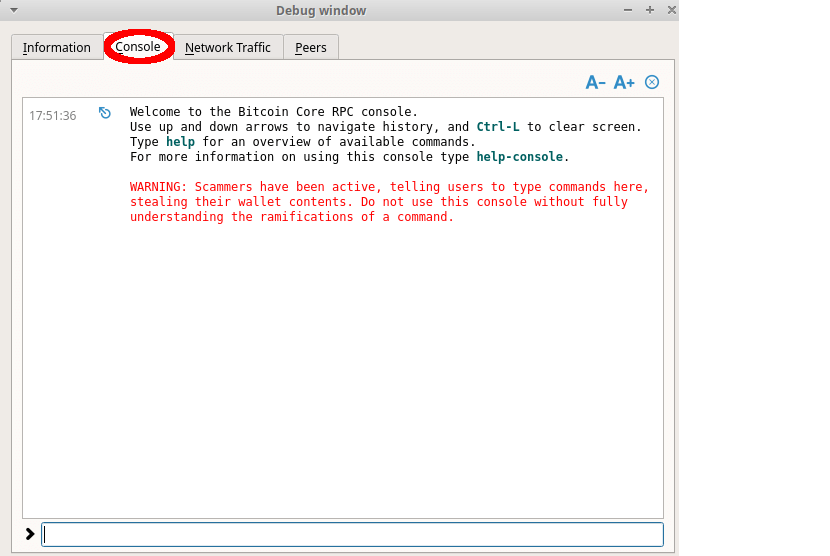 Debug window
Information
Console
Network Traffic
Peers
A- A+
17:51:36
Welcome to the Bitcoin Core RPC console.
Use up and down arrows to navigate history, and Ctrl-L to clear screen.
Type help for an overview of available commands.
For more information on using this console type help-console.
WARNING: Scammers have been active, telling users to type commands here,
stealing their wallet contents. Do not use this console without fully
understanding the ramifications of a command.